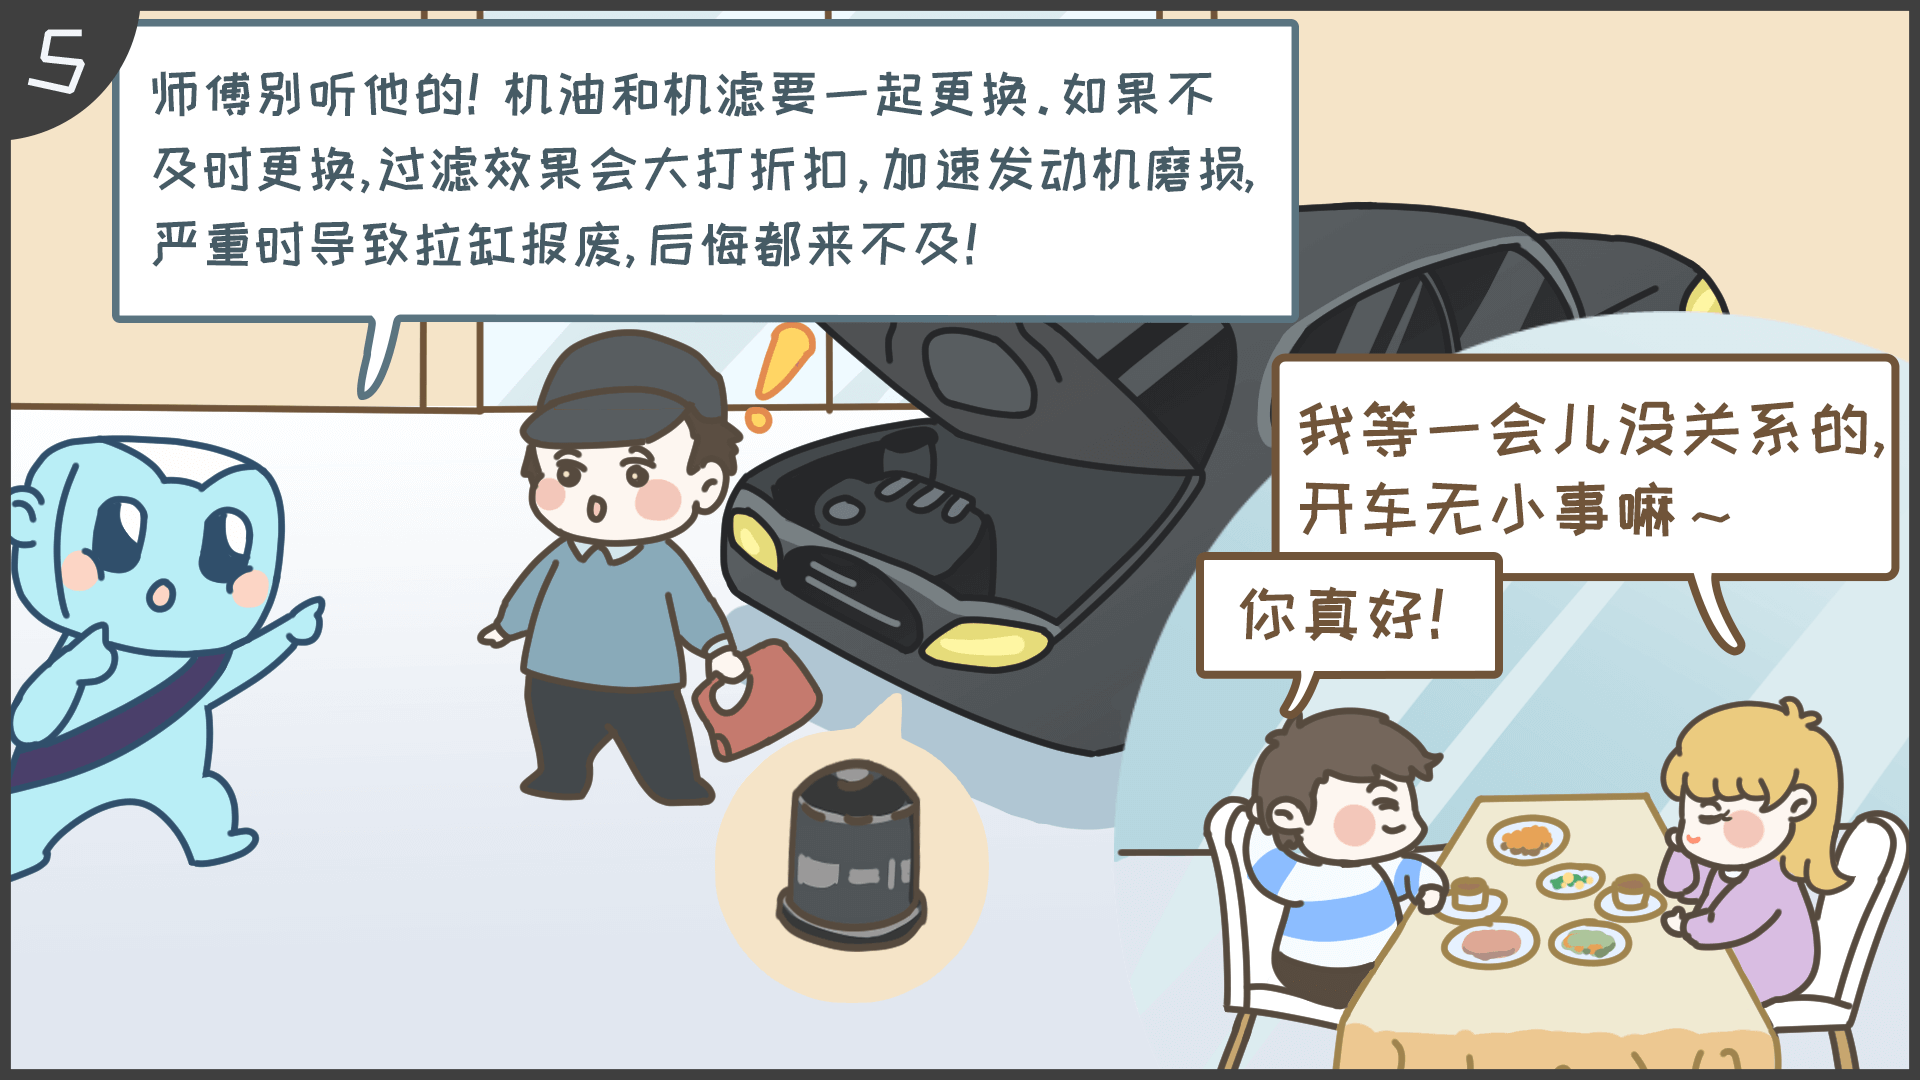 5
师傅别听他的! 机油和机滤要一起更换.如果不
及时更换,过滤效果会大打折扣,加速发动机磨损,
严重时导致拉缸报废,后悔都来不及!
我等一会儿没关系的,
开车无小事嘛~
你真好!